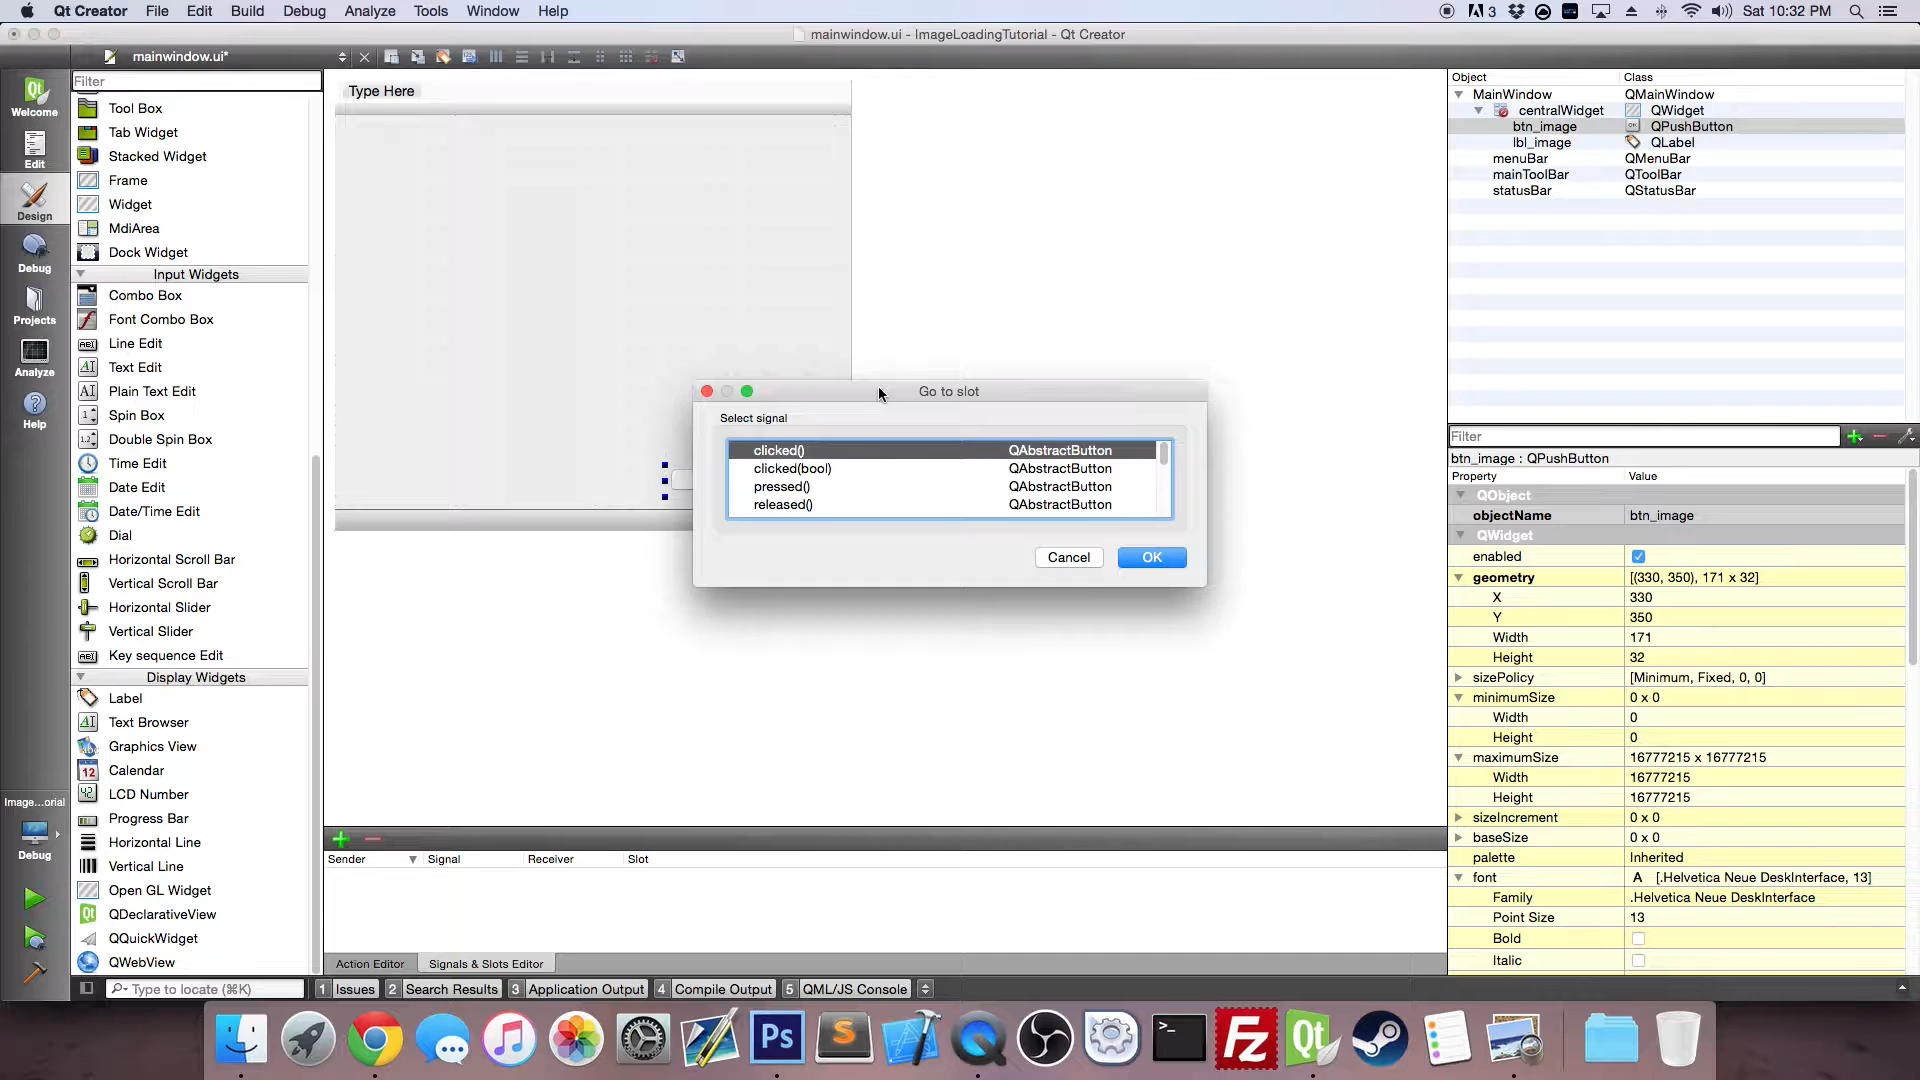 Qt Creator File Edit Build Debug Analyze Tools Window Help
3 Sat 10:32 PM
mainwindow.ui - ImageLoadingTutorial - Qt Creator
mainwindow.ui*
Filter
Qt
Welcome
Edit
Design
Debug
Projects
Analyze
Help
Image...orial
Debug
Tool Box
Tab Widget
Stacked Widget
Frame
Widget
MdiArea
Dock Widget
Input Widgets
Combo Box
Font Combo Box
Line Edit
Text Edit
Plain Text Edit
Spin Box
Double Spin Box
Time Edit
Date Edit
Date/Time Edit
Dial
Horizontal Scroll Bar
Vertical Scroll Bar
Horizontal Slider
Vertical Slider
Key sequence Edit
Display Widgets
Label
Text Browser
Graphics View
Calendar
LCD Number
Progress Bar
Horizontal Line
Vertical Line
Open GL Widget
QDeclarativeView
QQuickWidget
QWebView
Type Here
Go to slot
Select signal
clicked() QAbstractButton
clicked(bool) QAbstractButton
pressed() QAbstractButton
released() QAbstractButton
Cancel OK
Sender Signal Receiver Slot
Action Editor Signals & Slots Editor
Object Class
MainWindow QMainWindow
centralWidget QWidget
btn_image QPushButton
lbl_image QLabel
menuBar QMenuBar
mainToolBar QToolBar
statusBar QStatusBar
Filter
btn_image : QPushButton
Property Value
QObject
objectName btn_image
QWidget
enabled
geometry [(330, 350), 171 x 32]
X 330
Y 350
Width 171
Height 32
sizePolicy [Minimum, Fixed, 0, 0]
minimumSize 0 x 0
Width 0
Height 0
maximumSize 16777215 x 16777215
Width 16777215
Height 16777215
sizeIncrement 0 x 0
baseSize 0 x 0
palette Inherited
font A [.Helvetica Neue DeskInterface, 13]
Family .Helvetica Neue DeskInterface
Point Size 13
Bold
Italic
Type to locate (⌘K) 1 Issues 2 Search Results 3 Application Output 4 Compile Output 5 QML/JS Console
Ps S >_ Fz Qt